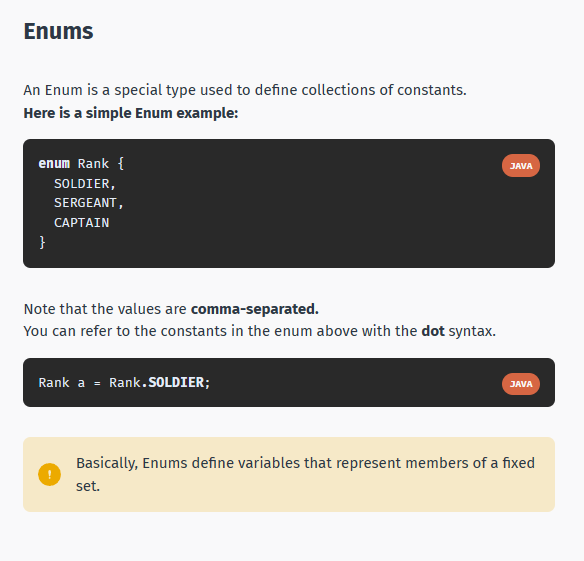 Enums
An Enum is a special type used to define collections of constants.
Here is a simple Enum example:
enum Rank {
JAVA
  SOLDIER,
  SERGEANT,
  CAPTAIN
}
Note that the values are comma-separated.
You can refer to the constants in the enum above with the dot syntax.
Rank a = Rank.SOLDIER;
JAVA
!
Basically, Enums define variables that represent members of a fixed
set.